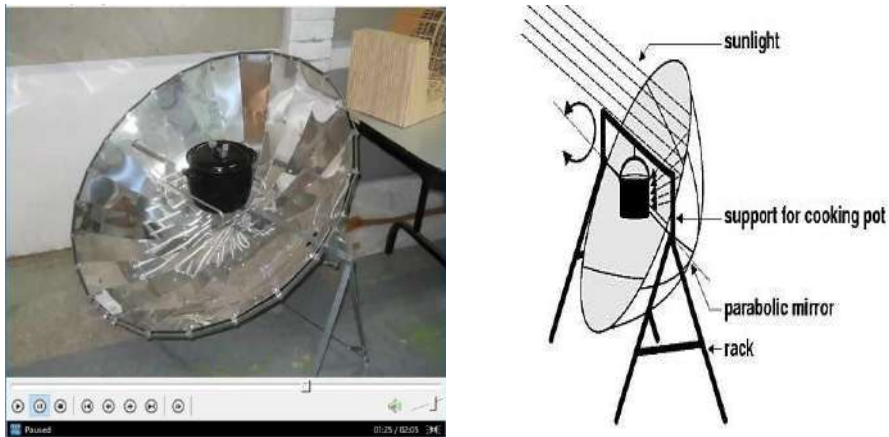 Paused
01:25 / 02:05
sunlight
support for cooking pot
parabolic mirror
rack